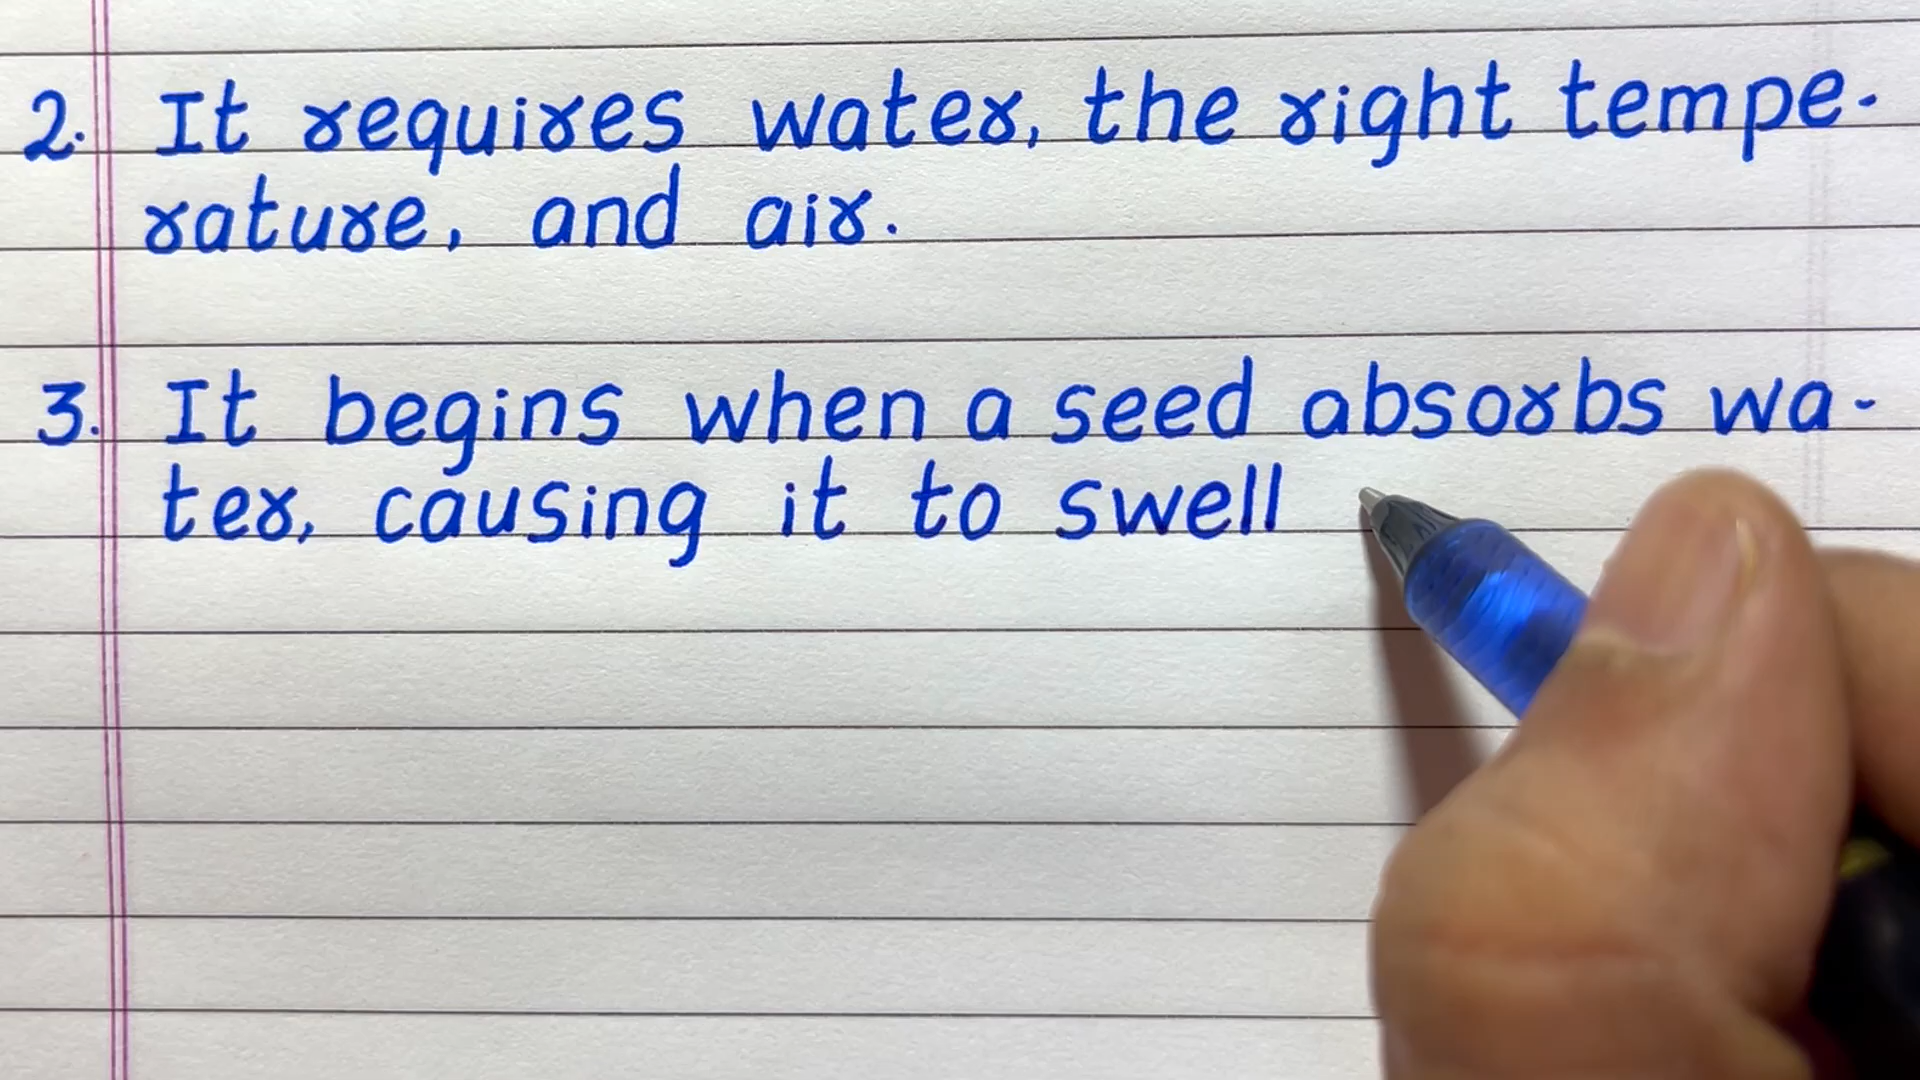 2. It requires water, the right tempe-
rature, and air.
3. It begins when a seed absorbs wa-
ter, causing it to swell